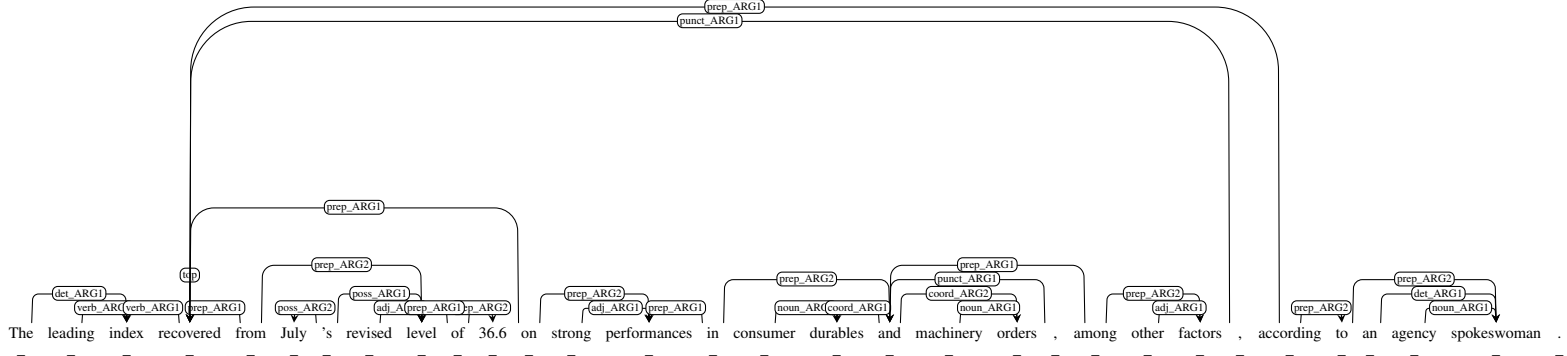 prep_ARG1
punct_ARG1
prep_ARG1
top
prep_ARG2 prep_ARG1
prep_ARG2 punct_ARG1 prep_ARG2
det_ARG1 poss_ARG1 prep_ARG2 coord_ARG2 prep_ARG2 det_ARG1
verb_ARG1 prep_ARG1 poss_ARG2 prep_ARG1 adj_ARG1 prep_ARG1 coord_ARG1 noun_ARG1 adj_ARG1 prep_ARG2 noun_ARG1
The leading index recovered from July 's revised level of 36.6 on strong performances in consumer durables and machinery orders , among other factors , according to an agency spokeswoman